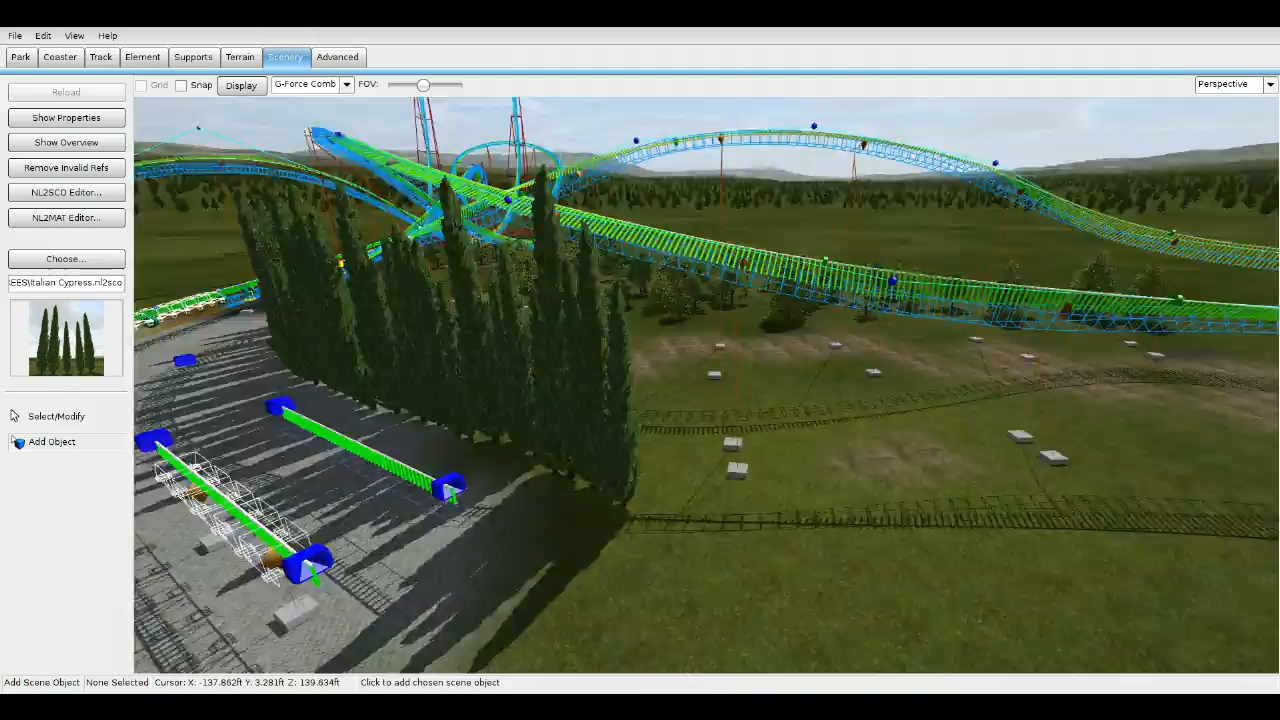 File Edit View Help
Park Coaster Track Element Supports Terrain Scenery Advanced
Reload Grid Snap Display G-Force Comb FOV: Perspective
Show Properties
Show Overview
Remove Invalid Refs
NL2SCO Editor...
NL2MAT Editor...
Choose...
EES\Italian Cypress.nl2sco
Select/Modify
Add Object
Add Scene Object None Selected Cursor: X: -137.862ft Y: 3.281ft Z: 139.634ft Click to add chosen scene object